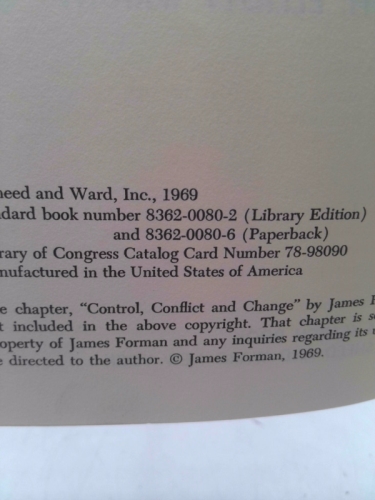 heed and Ward, Inc., 1969
ndard book number 8362-0080-2 (Library Edition)
and 8362-0080-6 (Paperback)
rary of Congress Catalog Card Number 78-98090
nufactured in the United States of America
e chapter, "Control, Conflict and Change" by James
t included in the above copyright. That chapter is
operty of James Forman and any inquiries regarding its
e directed to the author. © James Forman, 1969.